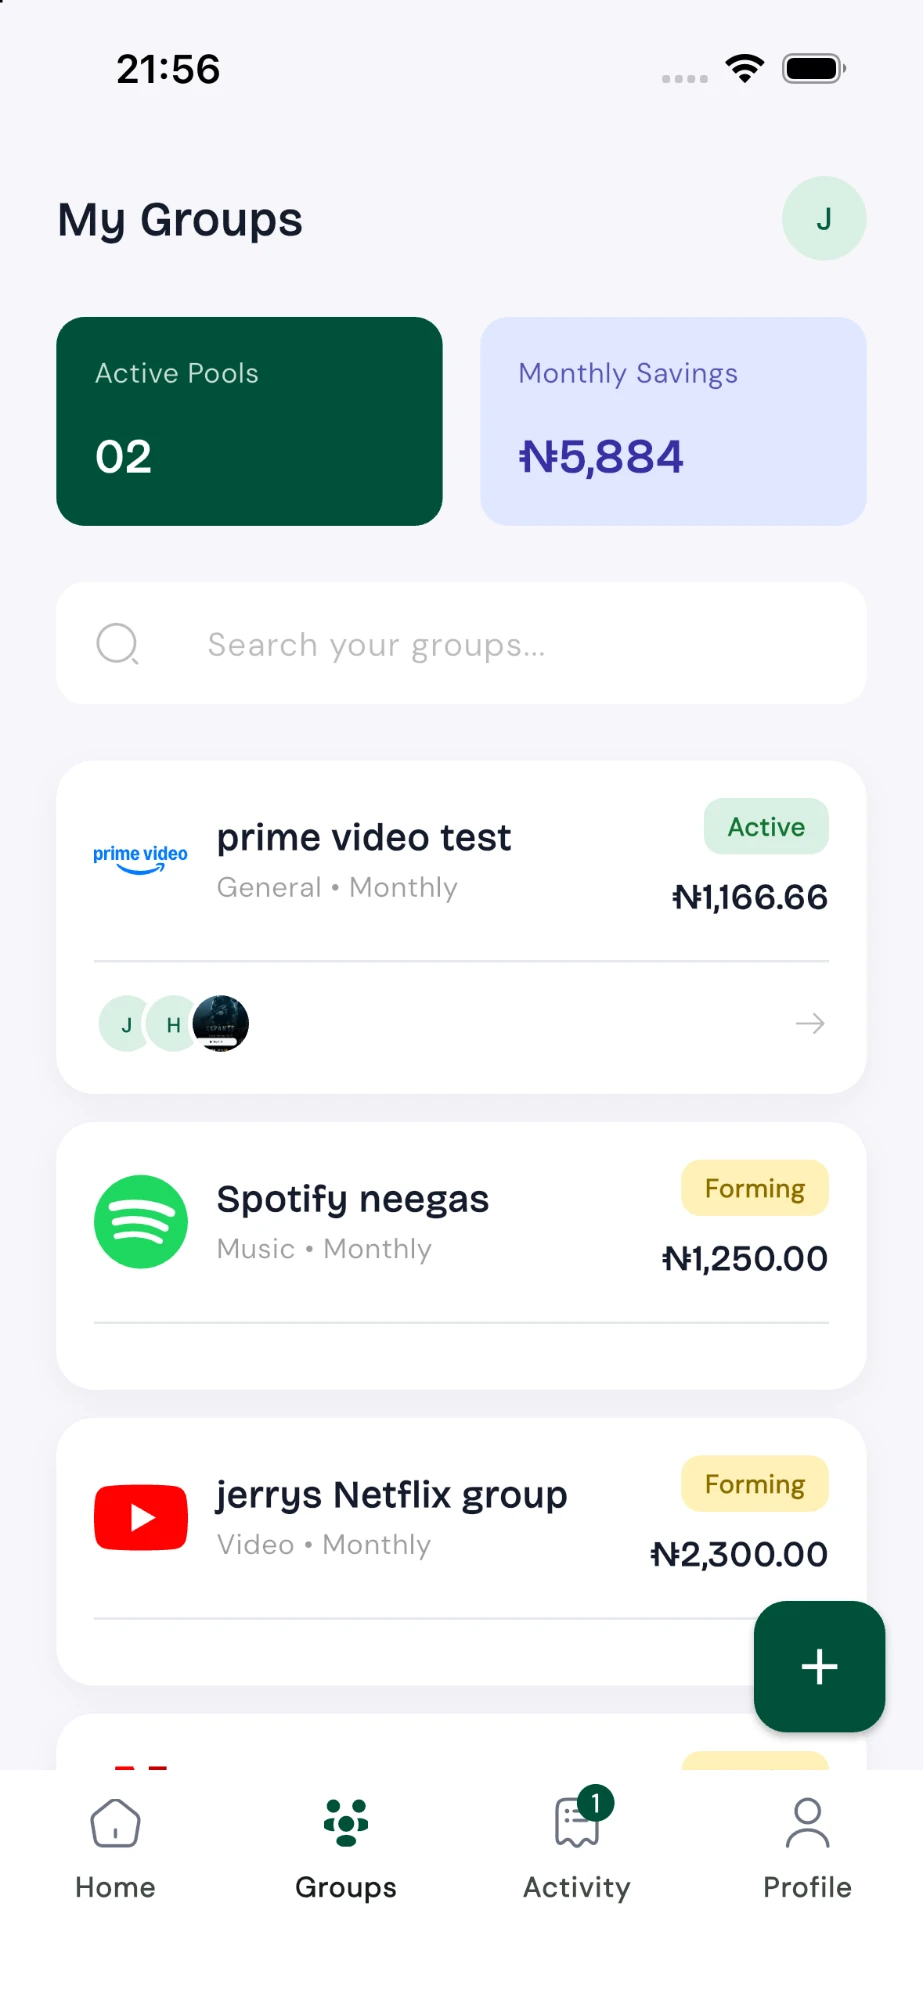 21:56
My Groups
J
Active Pools
02
Monthly Savings
₦5,884
Search your groups...
prime video
prime video test
General • Monthly
Active
₦1,166.66
J
H
Spotify neegas
Music • Monthly
Forming
₦1,250.00
jerrys Netflix group
Video • Monthly
Forming
₦2,300.00
+
1
Home
Groups
Activity
Profile